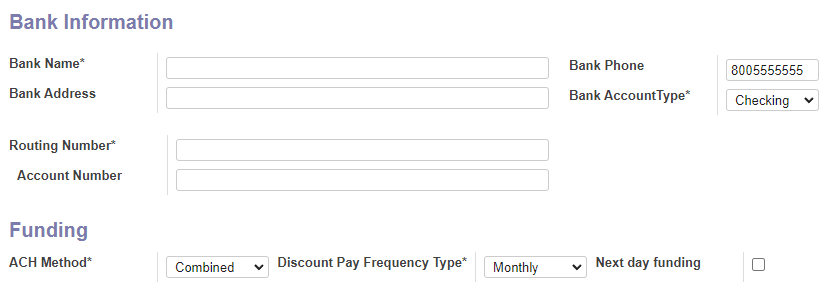 Bank Information
Bank Name* Bank Phone 8005555555
Bank Address Bank AccountType* Checking
Routing Number*
Account Number
Funding
ACH Method* Combined Discount Pay Frequency Type* Monthly Next day funding